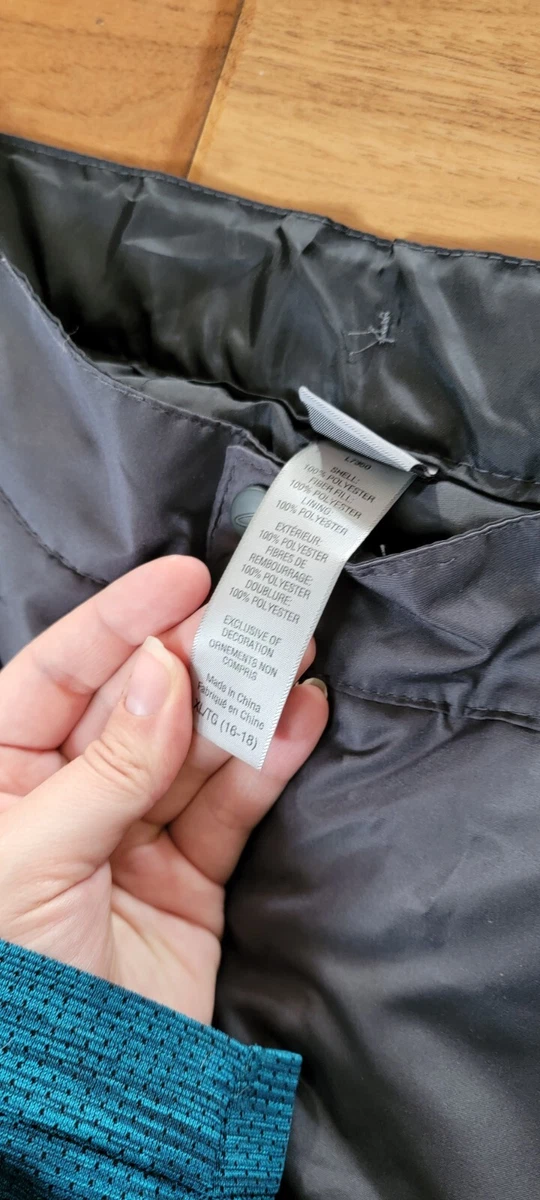 SHELL:
100% POLYESTER
FIBER FILL:
100% POLYESTER
LINING
100% POLYESTER
EXTÉRIEUR:
100% POLYESTER
FIBRES DE
REMBOURRAGE:
100% POLYESTER
DOUBLURE:
100% POLYESTER
EXCLUSIVE OF
DECORATION
ORNEMENTS NON
COMPRIS
Made in China
Fabriqué en Chine
XL/TG (16-18)